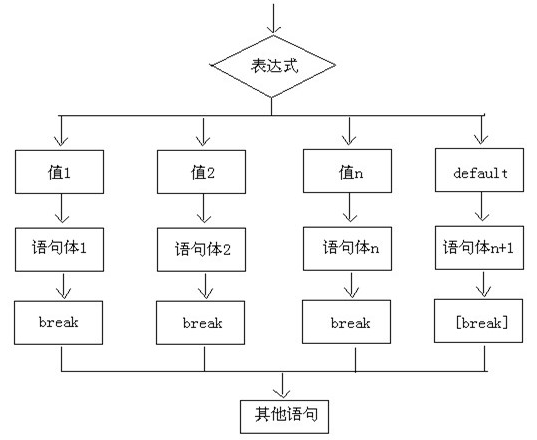 表达式
值1
值2
值n
default
语句体1
语句体2
语句体n
语句体n+1
break
break
break
[break]
其他语句